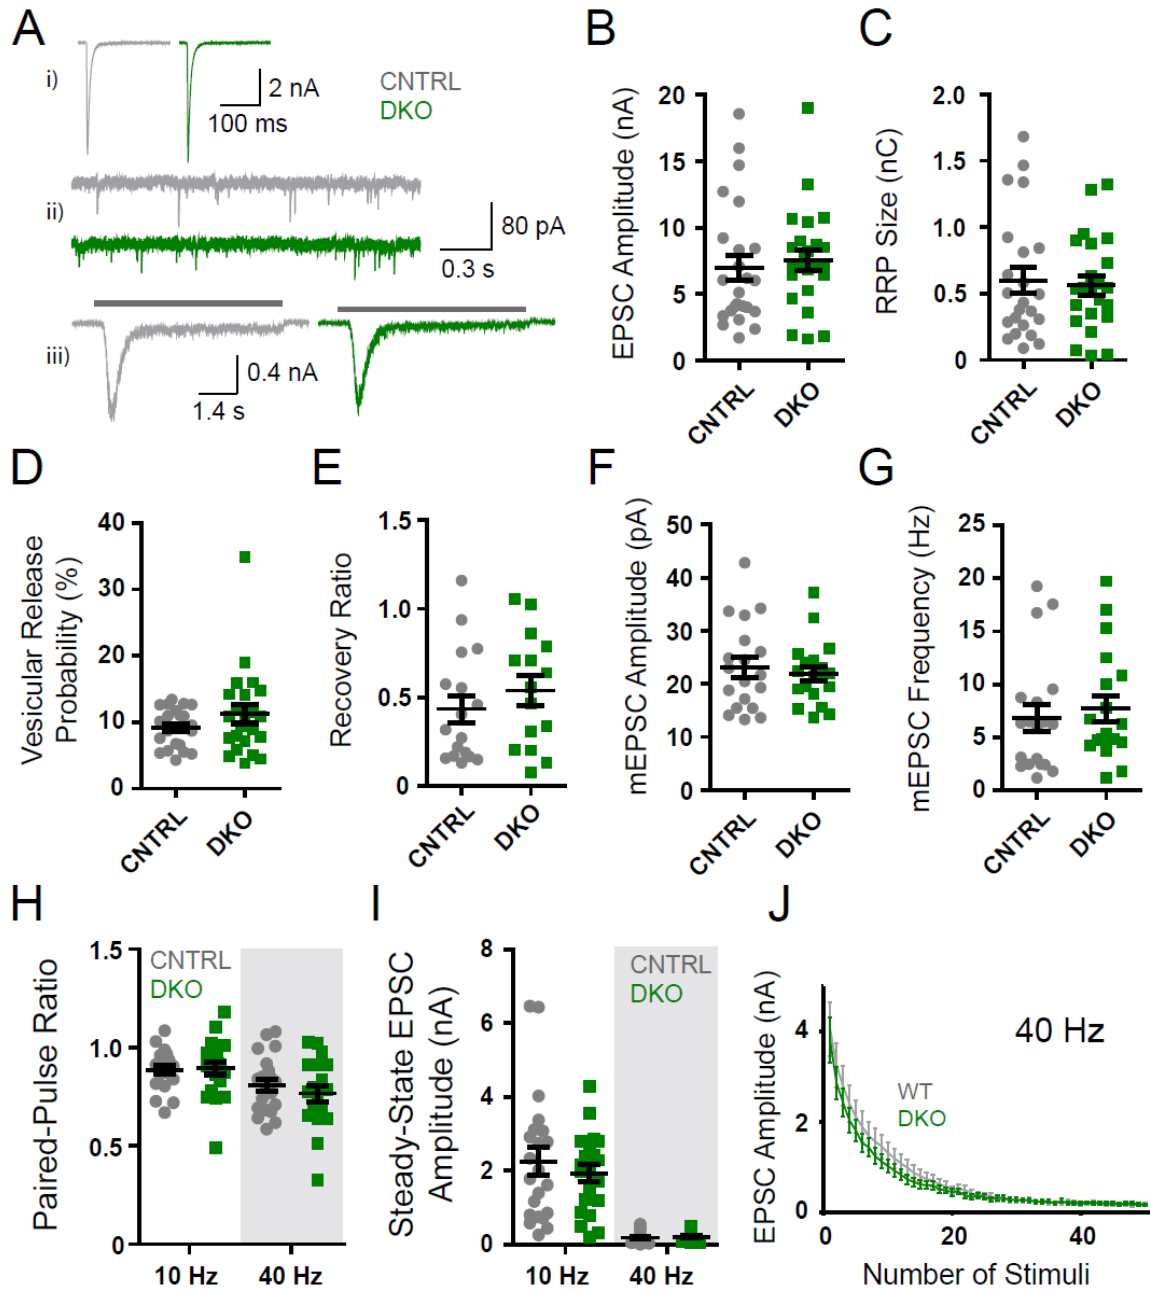 A
i)
2 nA
100 ms
CNTRL
DKO
ii)
80 pA
0.3 s
iii)
0.4 nA
1.4 s
B
EPSC Amplitude (nA)
20
15
10
5
0
CNTRL
DKO
C
RRP Size (nC)
2.0
1.5
1.0
0.5
0
CNTRL
DKO
D
Vesicular Release
Probability (%)
40
30
20
10
0
CNTRL
DKO
E
Recovery Ratio
1.5
1.0
0.5
0
CNTRL
DKO
F
mEPSC Amplitude (pA)
50
40
30
20
10
0
CNTRL
DKO
G
mEPSC Frequency (Hz)
25
20
15
10
5
0
CNTRL
DKO
H
Paired-Pulse Ratio
1.5
1.0
0.5
0
CNTRL
DKO
10 Hz
40 Hz
I
Steady-State EPSC
Amplitude (nA)
8
6
4
2
0
CNTRL
DKO
10 Hz
40 Hz
J
EPSC Amplitude (nA)
4
2
0
40 Hz
WT
DKO
0
20
40
Number of Stimuli